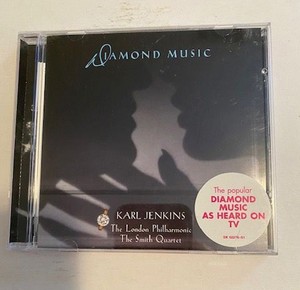 DIAMOND MUSIC
The popular
DIAMOND
MUSIC
AS HEARD ON
TV
KARL JENKINS
The London Philharmonic
The Smith Quartet